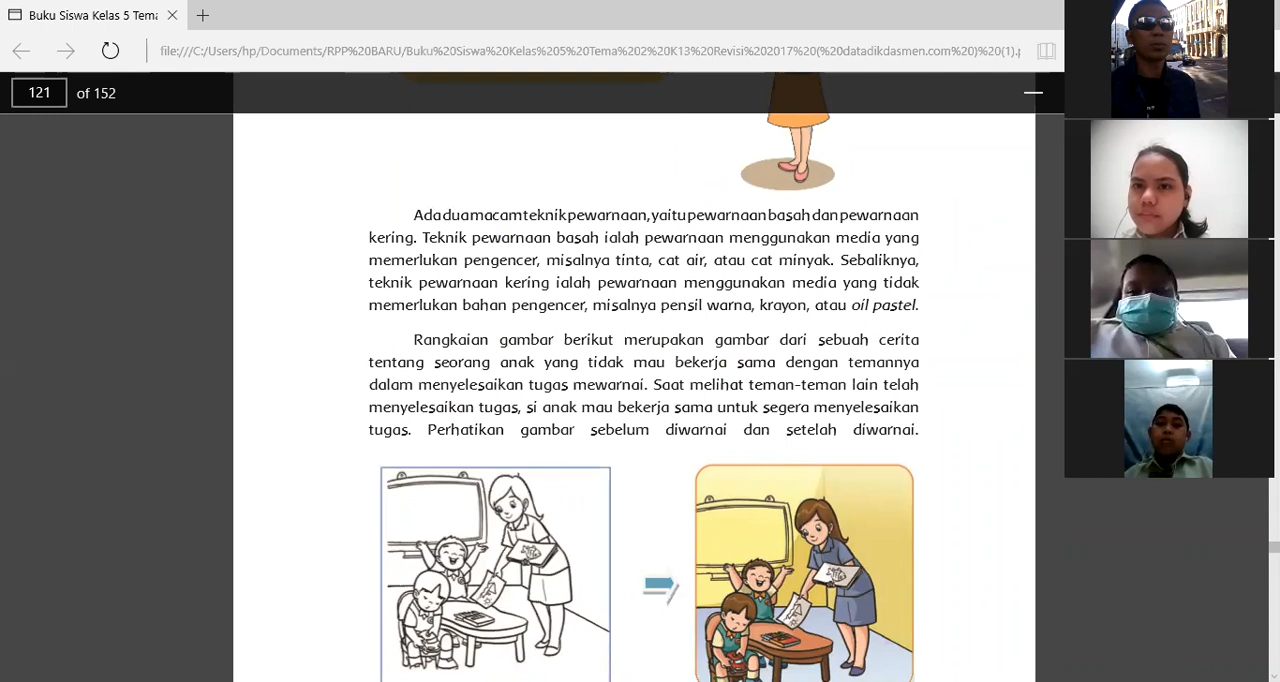 Buku Siswa Kelas 5 Tema
file:///C:/Users/hp/Documents/RPP%20BARU/Buku%20Siswa%20Kelas%205%20Tema%202%20K13%20Revisi%202017%20(%20datadikdasmen.com%20)%20(1).p
121 of 152
Ada dua macam teknik pewarnaan, yaitu pewarnaan basah dan pewarnaan
kering. Teknik pewarnaan basah ialah pewarnaan menggunakan media yang
memerlukan pengencer, misalnya tinta, cat air, atau cat minyak. Sebaliknya,
teknik pewarnaan kering ialah pewarnaan menggunakan media yang tidak
memerlukan bahan pengencer, misalnya pensil warna, krayon, atau oil pastel.
Rangkaian gambar berikut merupakan gambar dari sebuah cerita
tentang seorang anak yang tidak mau bekerja sama dengan temannya
dalam menyelesaikan tugas mewarnai. Saat melihat teman-teman lain telah
menyelesaikan tugas, si anak mau bekerja sama untuk segera menyelesaikan
tugas. Perhatikan gambar sebelum diwarnai dan setelah diwarnai.